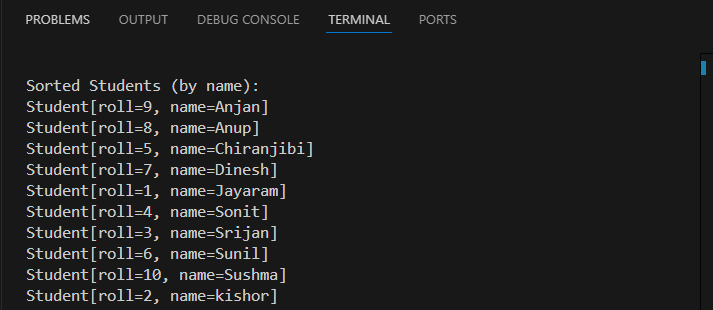 PROBLEMS OUTPUT DEBUG CONSOLE TERMINAL PORTS
Sorted Students (by name):
Student[roll=9, name=Anjan]
Student[roll=8, name=Anup]
Student[roll=5, name=Chiranjibi]
Student[roll=7, name=Dinesh]
Student[roll=1, name=Jayaram]
Student[roll=4, name=Sonit]
Student[roll=3, name=Srijan]
Student[roll=6, name=Sunil]
Student[roll=10, name=Sushma]
Student[roll=2, name=kishor]